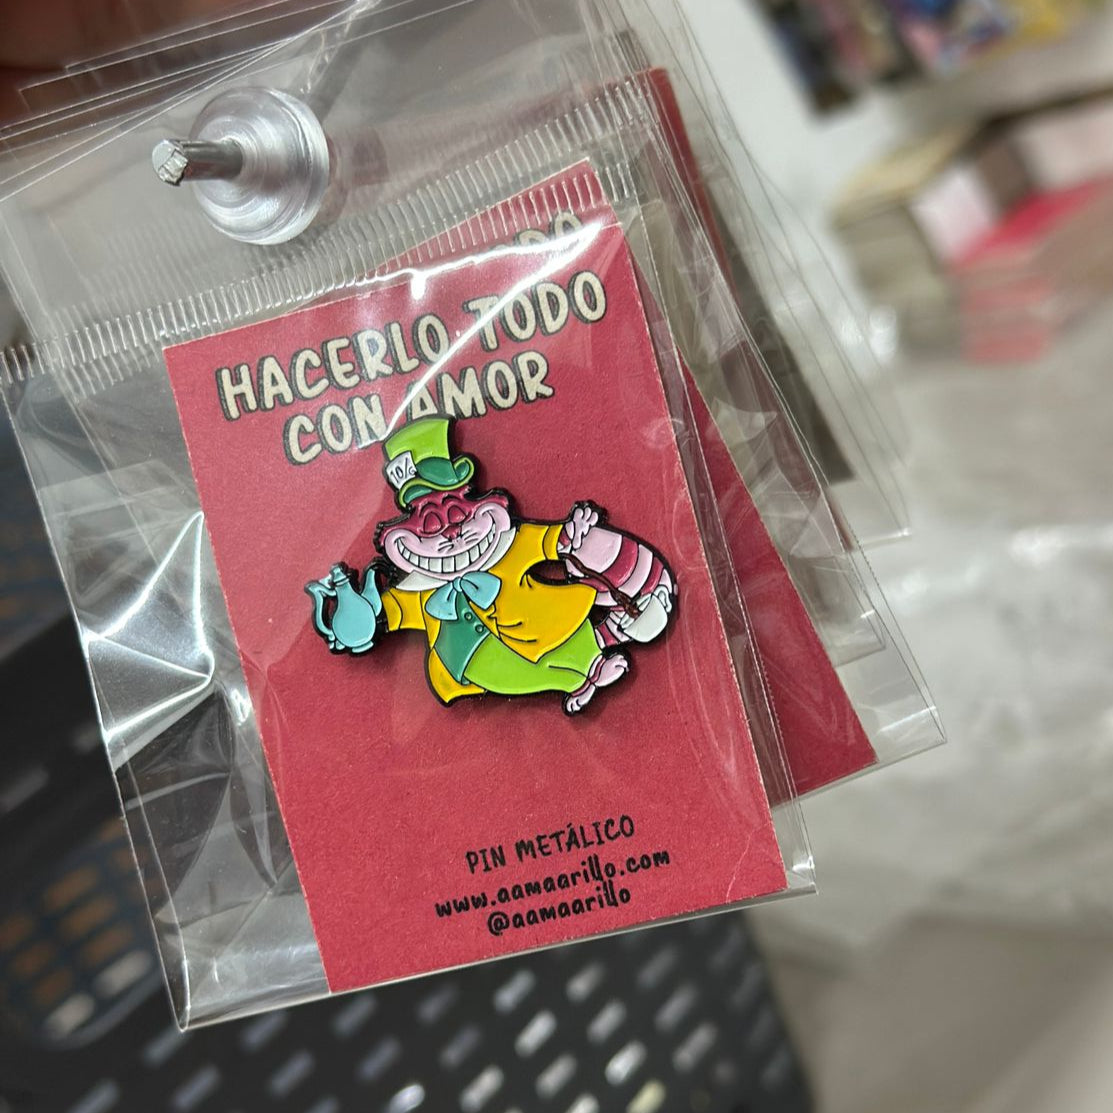 HACERLO TODO
CON AMOR
10/6
PIN METÁLICO
www.aamaarillo.com
@aamaarillo